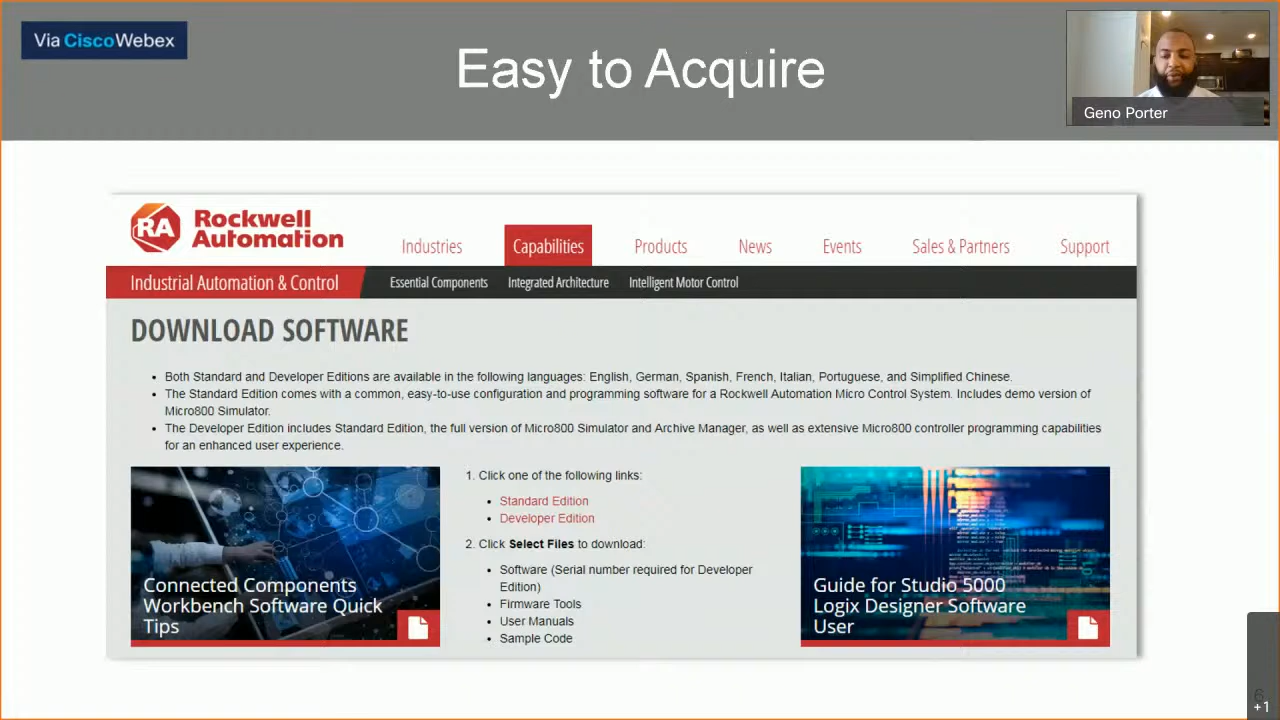 Via CiscoWebex
Easy to Acquire
Geno Porter
RA
Rockwell
Automation
Industries
Capabilities
Products
News
Events
Sales & Partners
Support
Industrial Automation & Control
Essential Components
Integrated Architecture
Intelligent Motor Control
DOWNLOAD SOFTWARE
• Both Standard and Developer Editions are available in the following languages: English, German, Spanish, French, Italian, Portuguese, and Simplified Chinese.
• The Standard Edition comes with a common, easy-to-use configuration and programming software for a Rockwell Automation Micro Control System. Includes demo version of
Micro800 Simulator.
• The Developer Edition includes Standard Edition, the full version of Micro800 Simulator and Archive Manager, as well as extensive Micro800 controller programming capabilities
for an enhanced user experience.
Connected Components
Workbench Software Quick
Tips
1. Click one of the following links:
• Standard Edition
• Developer Edition
2. Click Select Files to download:
• Software (Serial number required for Developer
Edition)
• Firmware Tools
• User Manuals
• Sample Code
Guide for Studio 5000
Logix Designer Software
User
6
+1